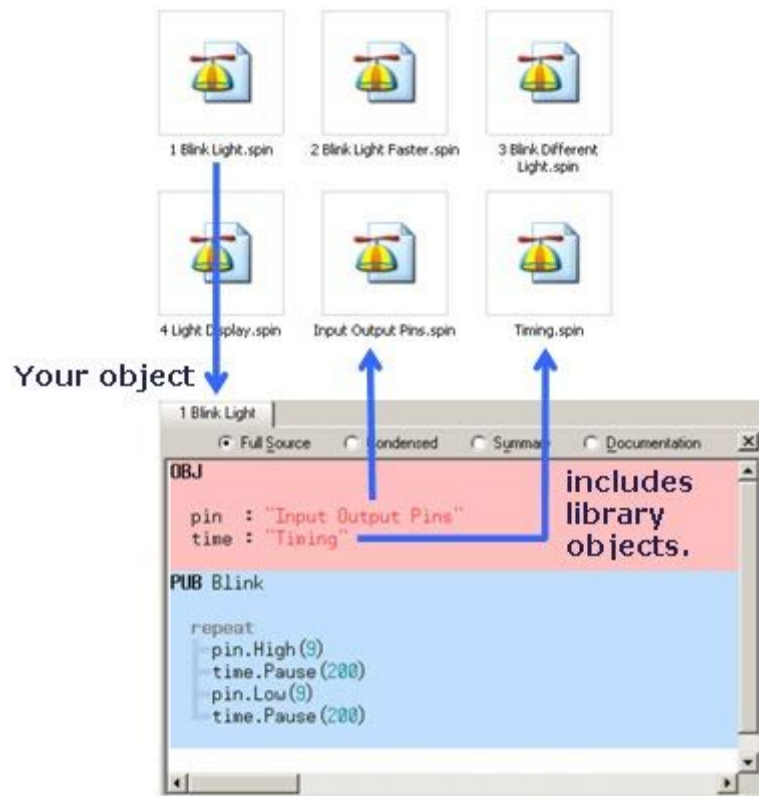 1 Blink Light.spin
2 Blink Light Faster.spin
3 Blink Different
Light.spin
4 Light Display.spin
Input Output Pins.spin
Timing.spin
Your object
1 Blink Light
Full Source
Condensed
Summary
Documentation
OBJ
includes
library
objects.
pin : "Input Output Pins"
time : "Timing"
PUB Blink
repeat
pin.High(9)
time.Pause(200)
pin.Low(9)
time.Pause(200)